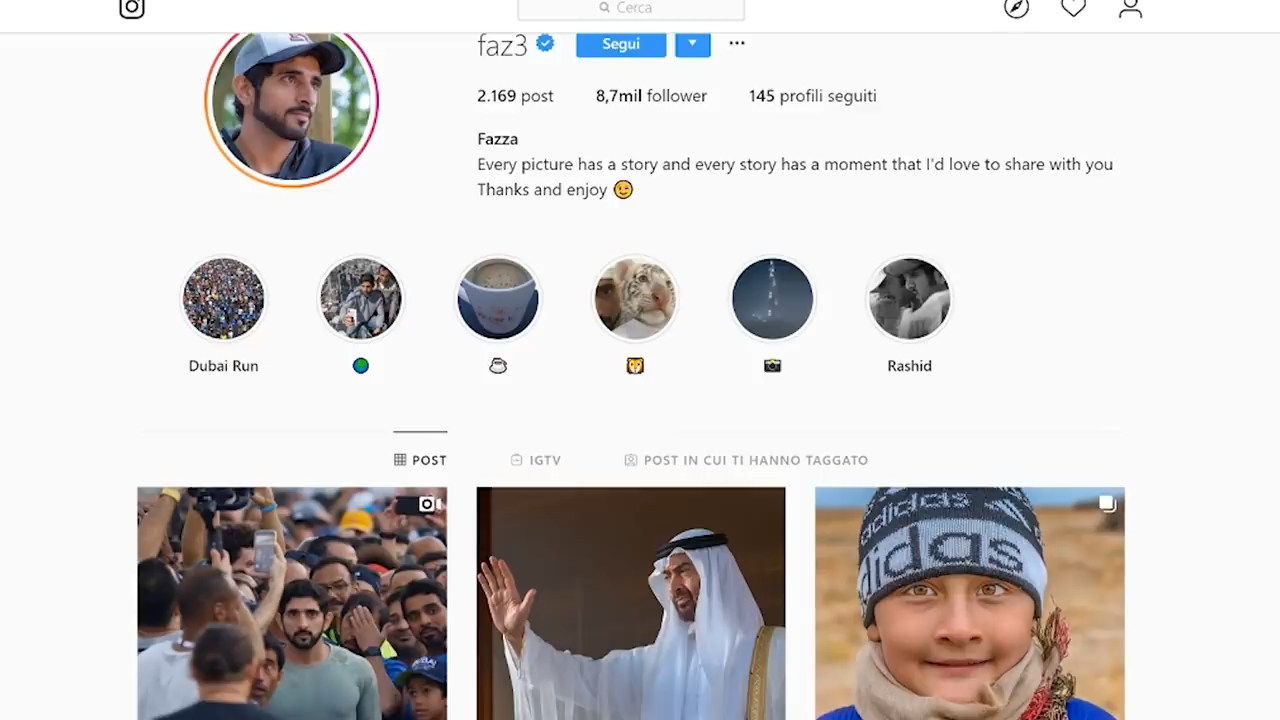 Cerca
faz3
Segui
2.169 post 8,7mil follower 145 profili seguiti
Fazza
Every picture has a story and every story has a moment that I'd love to share with you
Thanks and enjoy 😉
Dubai Run
Rashid
POST IGTV POST IN CUI TI HANNO TAGGATO
adidas
adidas